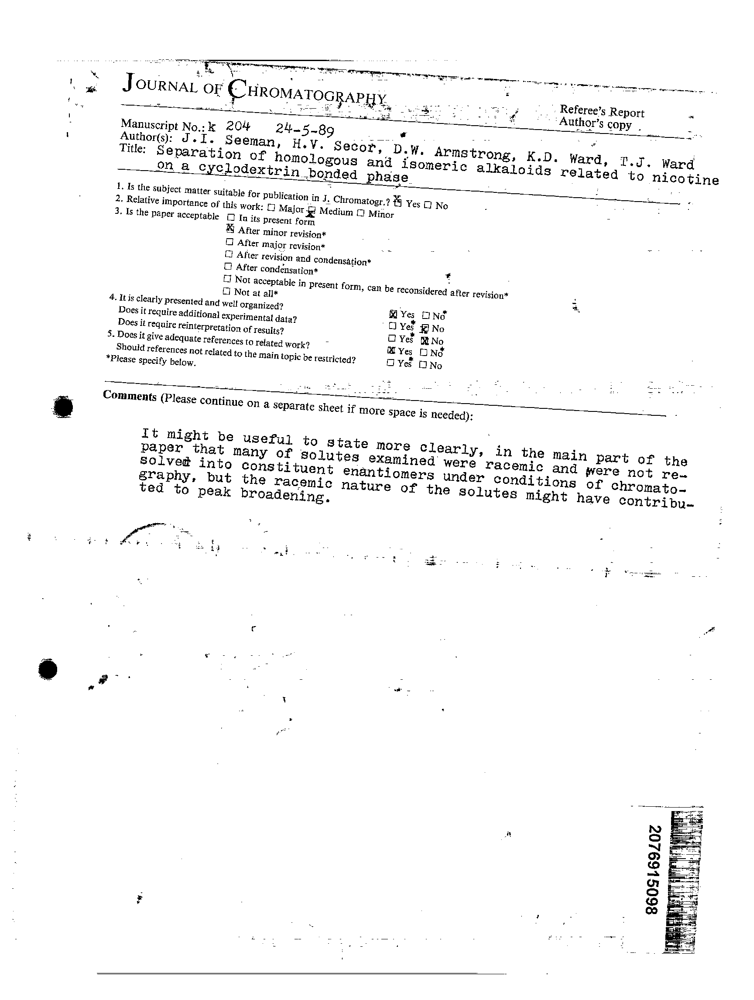 JOURNAL OF CHROMATOGRAPHY
Referee's Report
Author's copy
Manuscript No.: k 204 24-5-89
Author(s): J.I. Seeman, H.V. Secor, D.W. Armstrong, K.D. Ward, T.J. Ward
Title: Separation of homologous and isomeric alkaloids related to nicotine
on a cyclodextrin bonded phase
1. Is the subject matter suitable for publication in J. Chromatogr.? ☒ Yes ☐ No
2. Relative importance of this work: ☐ Major ☒ Medium ☐ Minor
3. Is the paper acceptable ☐ In its present form
☒ After minor revision*
☐ After major revision*
☐ After revision and condensation*
☐ After condensation*
☐ Not acceptable in present form, can be reconsidered after revision*
☐ Not at all*
4. It is clearly presented and well organized? ☒ Yes ☐ No*
Does it require additional experimental data? ☐ Yes* ☒ No
Does it require reinterpretation of results? ☐ Yes* ☒ No
5. Does it give adequate references to related work? ☒ Yes ☐ No*
Should references not related to the main topic be restricted? ☐ Yes* ☐ No
*Please specify below.
Comments (Please continue on a separate sheet if more space is needed):
It might be useful to state more clearly, in the main part of the
paper that many of solutes examined were racemic and were not re-
solved into constituent enantiomers under conditions of chromato-
graphy, but the racemic nature of the solutes might have contribu-
ted to peak broadening.
2076915098